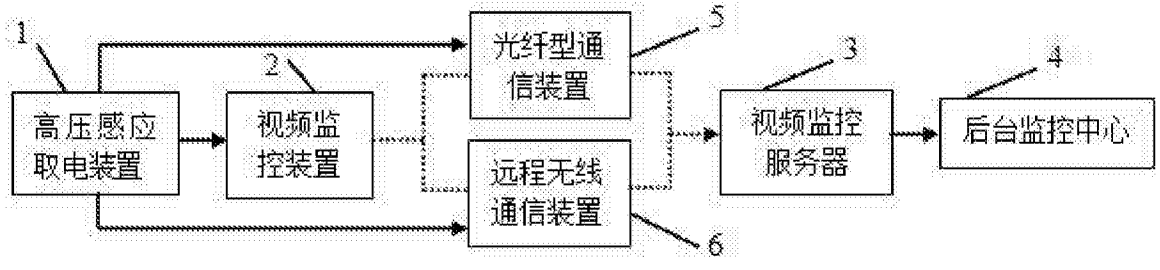 1
高压感应
取电装置
2
视频监
控装置
5
光纤型通
信装置
远程无线
通信装置
6
3
视频监控
服务器
4
后台监控中心